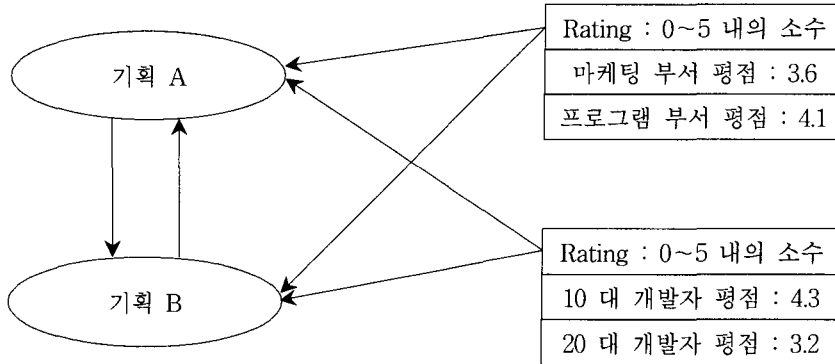 기획 A
Rating : 0~5 내의 소수
마케팅 부서 평점 : 3.6
프로그램 부서 평점 : 4.1
기획 B
Rating : 0~5 내의 소수
10 대 개발자 평점 : 4.3
20 대 개발자 평점 : 3.2